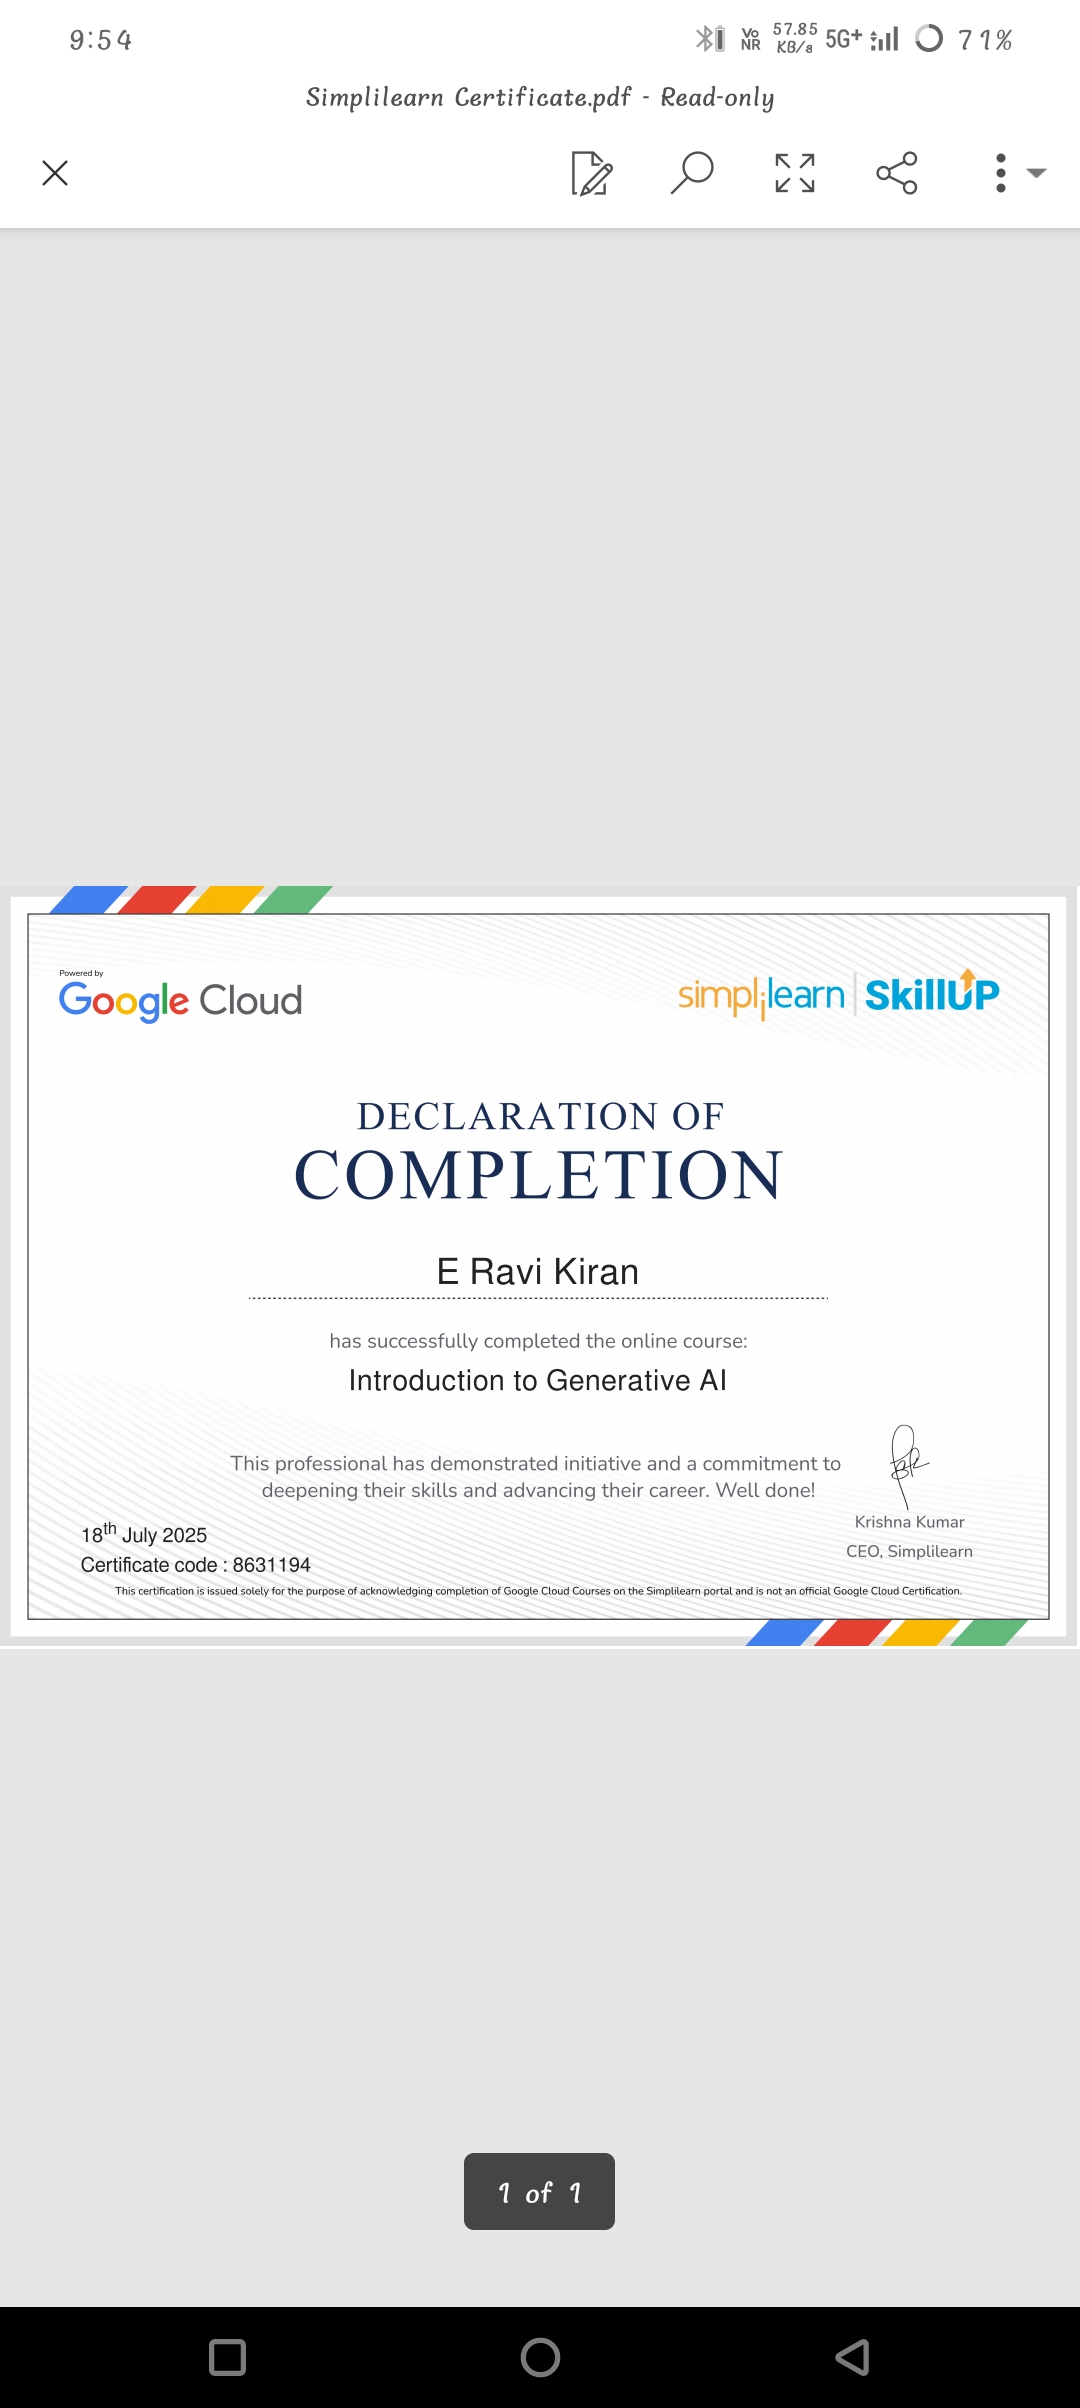 9:54
Vo NR 57.85 KB/s 5G+ 71%
Simplilearn Certificate.pdf - Read-only
Powered by
Google Cloud
simplilearn | SkillUP
DECLARATION OF
COMPLETION
E Ravi Kiran
has successfully completed the online course:
Introduction to Generative AI
This professional has demonstrated initiative and a commitment to
deepening their skills and advancing their career. Well done!
18th July 2025
Certificate code : 8631194
Krishna Kumar
CEO, Simplilearn
This certification is issued solely for the purpose of acknowledging completion of Google Cloud Courses on the Simplilearn portal and is not an official Google Cloud Certification.
1 of 1